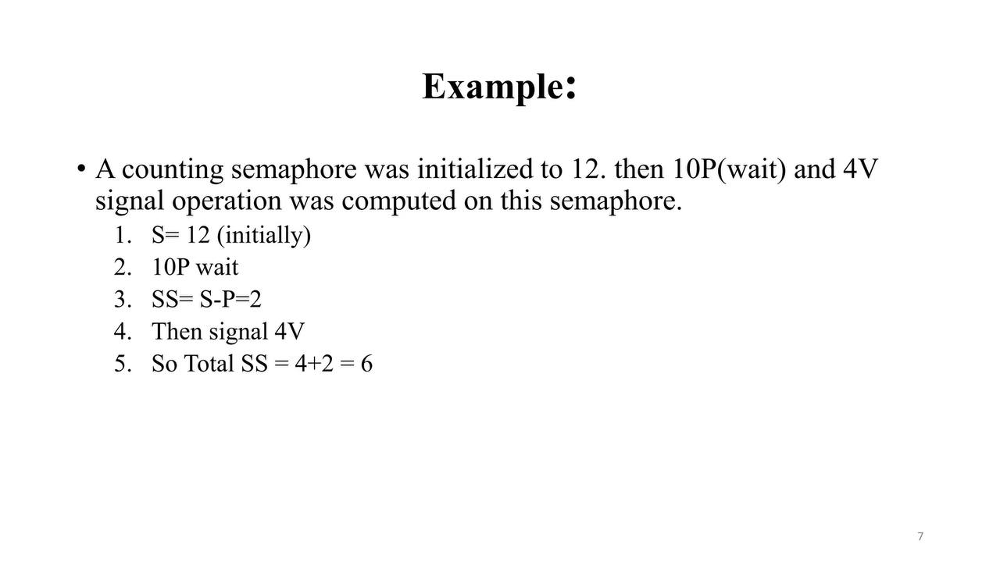 Example:
• A counting semaphore was initialized to 12. then 10P(wait) and 4V
signal operation was computed on this semaphore.
1. S= 12 (initially)
2. 10P wait
3. SS= S-P=2
4. Then signal 4V
5. So Total SS = 4+2 = 6
7